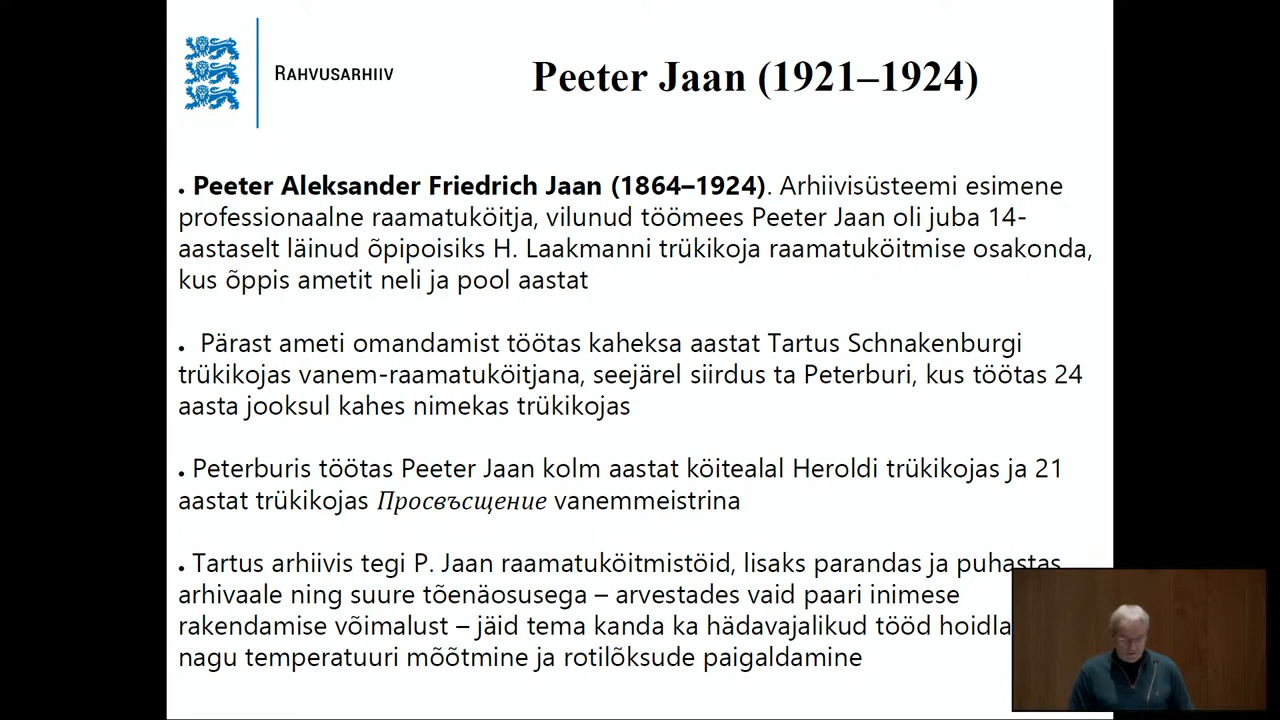 RAHVUSARHIIV
Peeter Jaan (1921–1924)
• Peeter Aleksander Friedrich Jaan (1864–1924). Arhiivisüsteemi esimene
professionaalne raamatuköitja, vilunud töömees Peeter Jaan oli juba 14-
aastaselt läinud õpipoisiks H. Laakmanni trükikoja raamatuköitmise osakonda,
kus õppis ametit neli ja pool aastat
• Pärast ameti omandamist töötas kaheksa aastat Tartus Schnakenburgi
trükikojas vanem-raamatuköitjana, seejärel siirdus ta Peterburi, kus töötas 24
aasta jooksul kahes nimekas trükikojas
• Peterburis töötas Peeter Jaan kolm aastat köitealal Heroldi trükikojas ja 21
aastat trükikojas Просвъсщение vanemmeistrina
• Tartus arhiivis tegi P. Jaan raamatuköitmistöid, lisaks parandas ja puhastas
arhivaale ning suure tõenäosusega – arvestades vaid paari inimese
rakendamise võimalust – jäid tema kanda ka hädavajalikud tööd hoidla
nagu temperatuuri mõõtmine ja rotilõksude paigaldamine